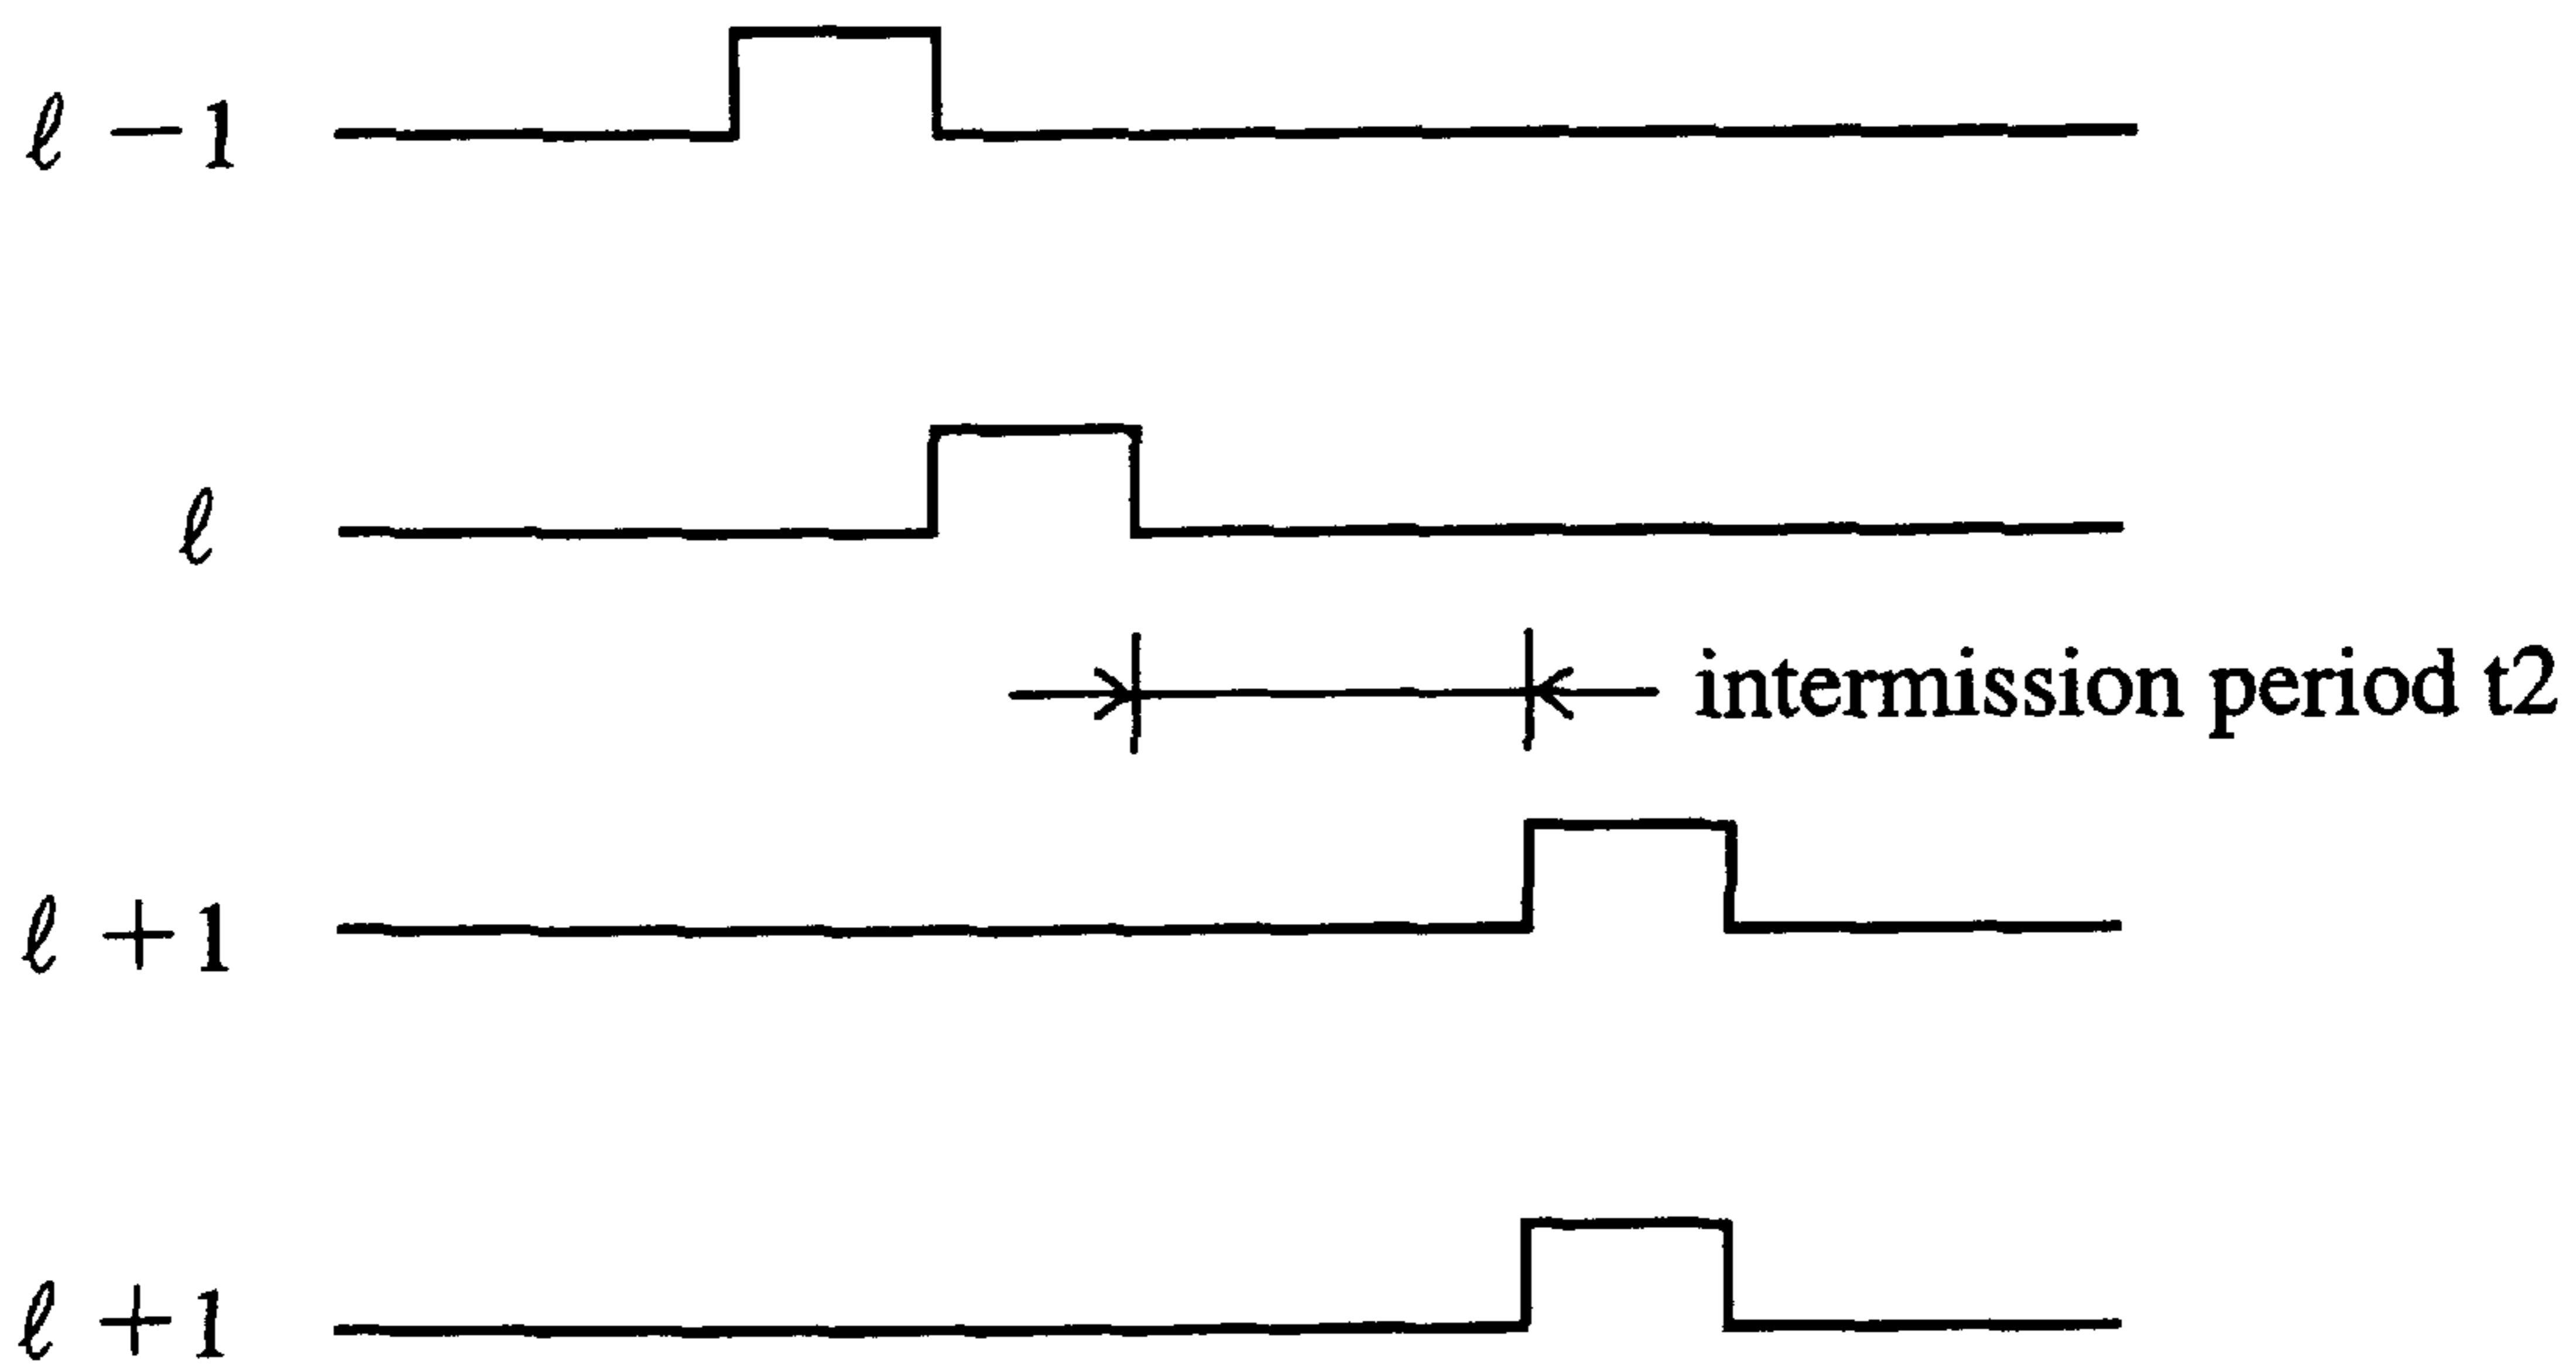 ℓ −1
ℓ
intermission period t2
ℓ +1
ℓ +1